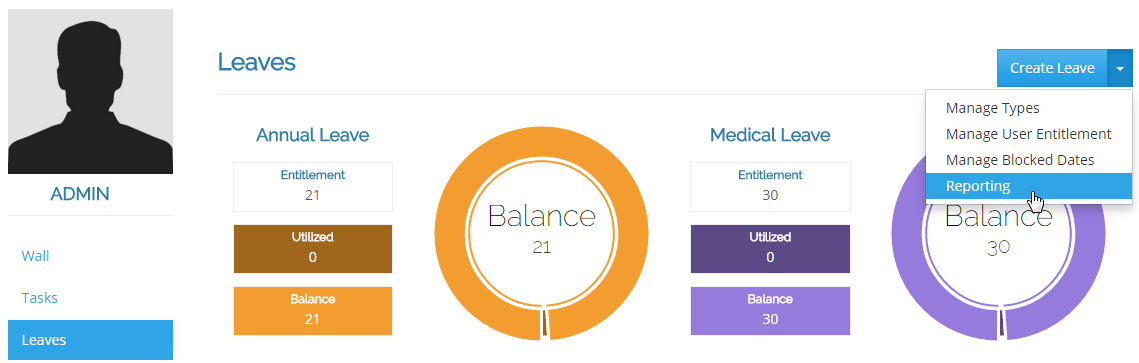 Leaves
Create Leave
Manage Types
Manage User Entitlement
Manage Blocked Dates
Reporting
ADMIN
Wall
Tasks
Leaves
Annual Leave
Entitlement
21
Utilized
0
Balance
21
Balance
21
Medical Leave
Entitlement
30
Utilized
0
Balance
30
Balance
30